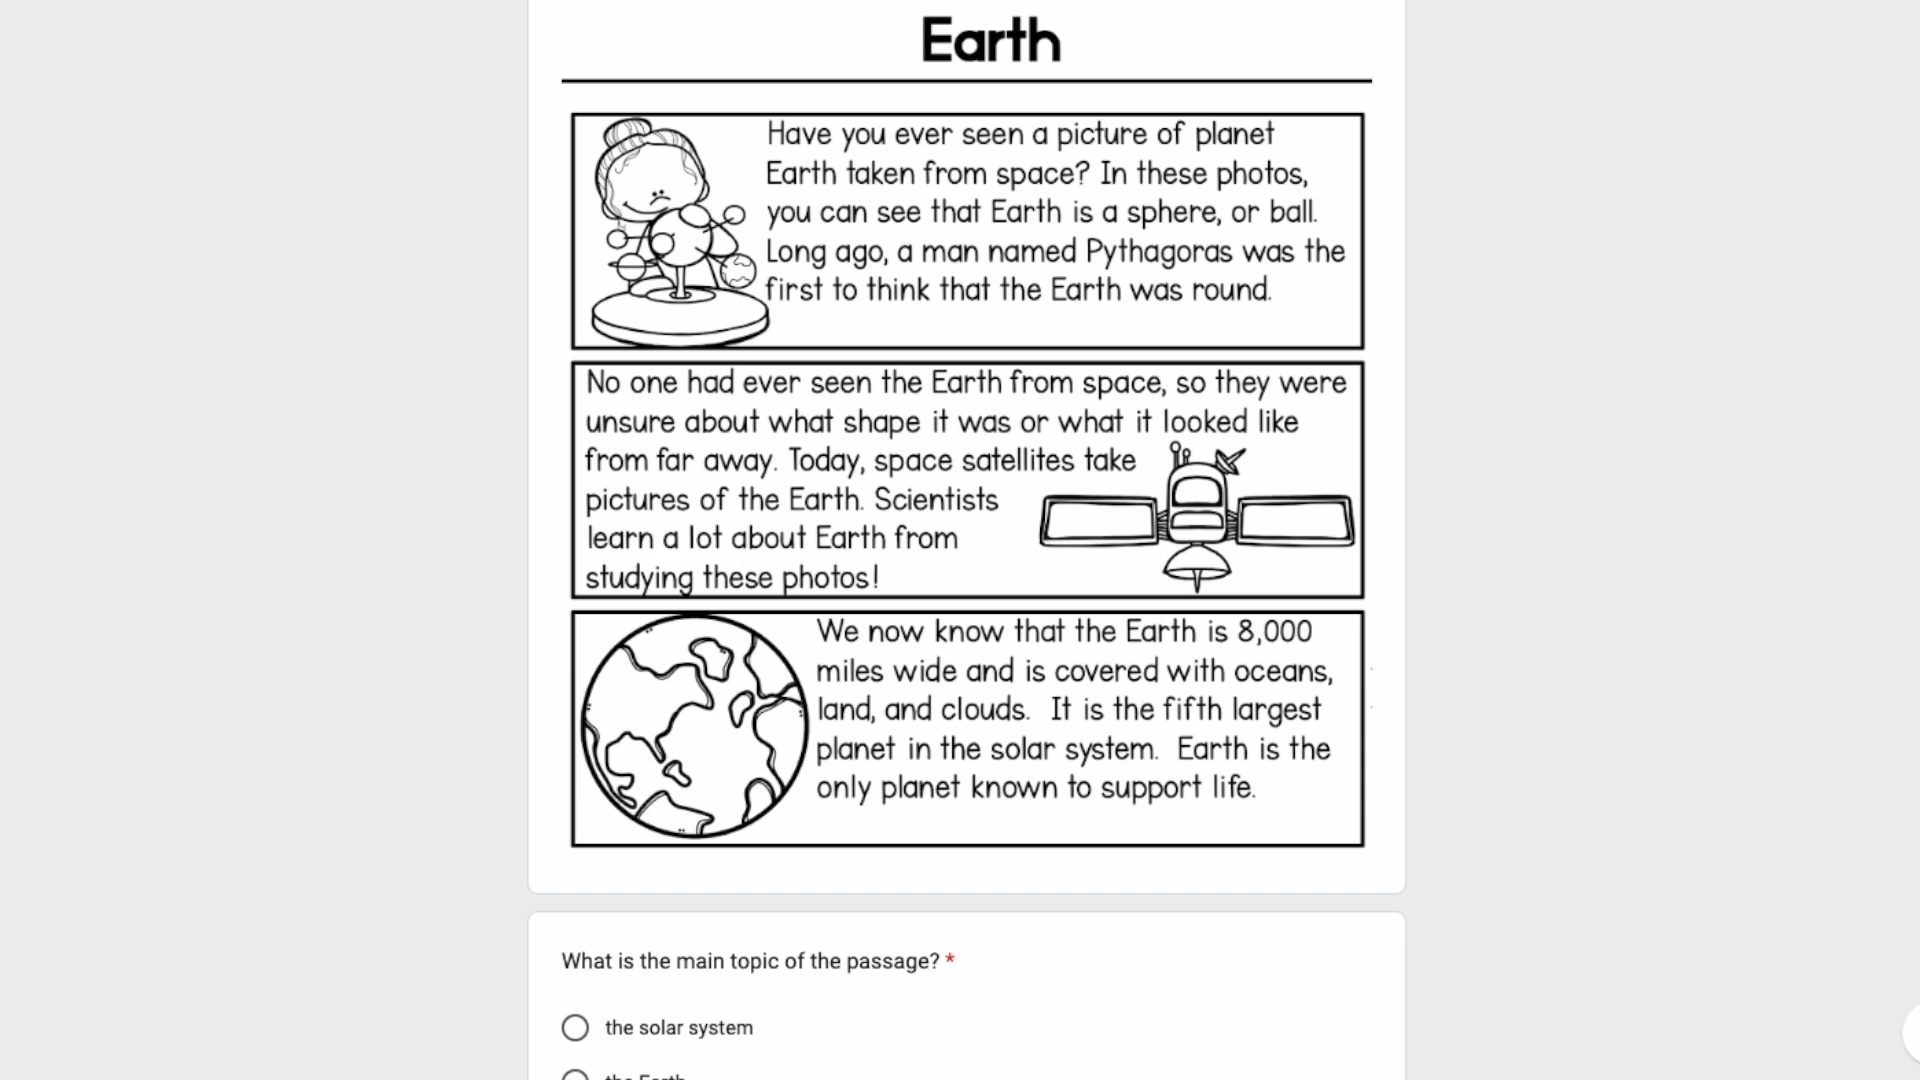 Earth
Have you ever seen a picture of planet
Earth taken from space? In these photos,
you can see that Earth is a sphere, or ball.
Long ago, a man named Pythagoras was the
first to think that the Earth was round.
No one had ever seen the Earth from space, so they were
unsure about what shape it was or what it looked like
from far away. Today, space satellites take
pictures of the Earth. Scientists
learn a lot about Earth from
studying these photos!
We now know that the Earth is 8,000
miles wide and is covered with oceans,
land, and clouds. It is the fifth largest
planet in the solar system. Earth is the
only planet known to support life.
What is the main topic of the passage? *
the solar system
the Earth